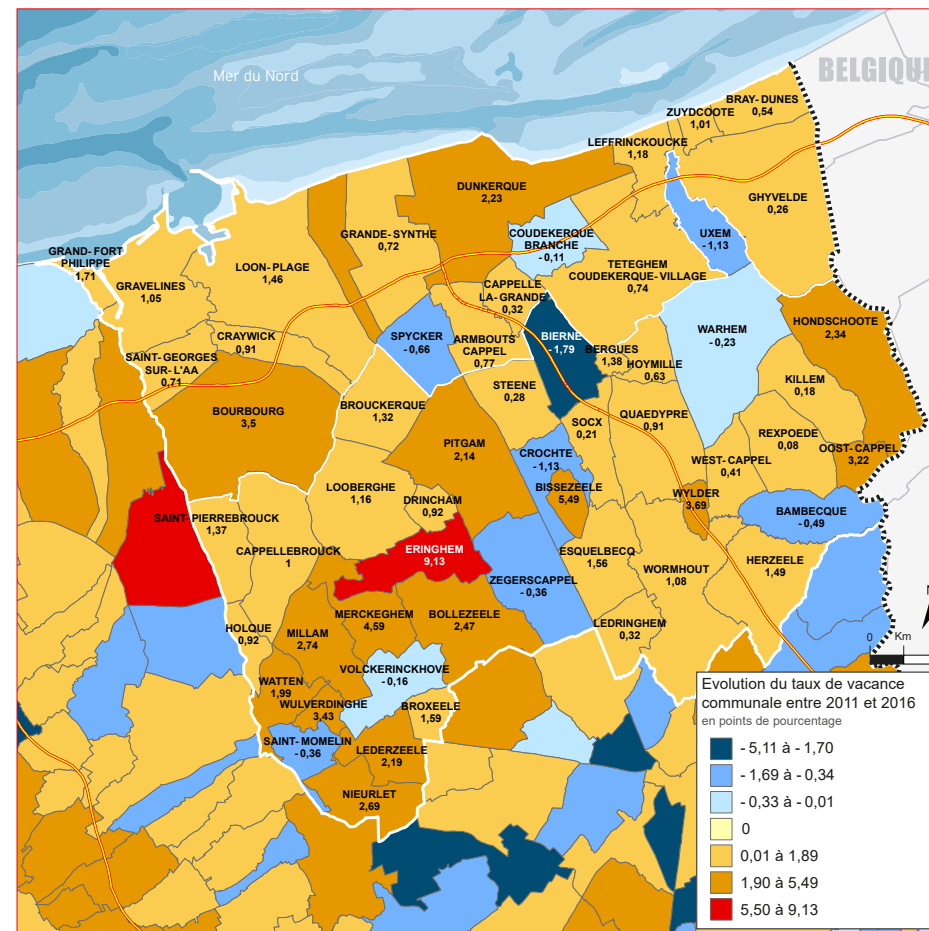 Mer du Nord
BELGIQUE
BRAY- DUNES
0,54
ZUYDCOOTE
1,01
LEFFRINCKOUCKE
1,18
DUNKERQUE
2,23
GHYVELDE
0,26
GRANDE- SYNTHE
0,72
COUDEKERQUE
BRANCHE
- 0,11
UXEM
- 1,13
GRAND- FORT
PHILIPPE
1,71
LOON- PLAGE
1,46
TETEGHEM
COUDEKERQUE- VILLAGE
0,74
GRAVELINES
1,05
CAPPELLE
LA- GRANDE
0,32
HONDSCHOOTE
2,34
WARHEM
- 0,23
CRAYWICK
0,91
SPYCKER
- 0,66
ARMBOUTS
CAPPEL
0,77
BIERNE
- 1,79
BERGUES
1,38
HOYMILLE
0,63
SAINT- GEORGES
SUR- L'AA
0,71
KILLEM
0,18
STEENE
0,28
BROUCKERQUE
1,32
BOURBOURG
3,5
QUAEDYPRE
0,91
SOCX
0,21
REXPOEDE
0,08
PITGAM
2,14
OOST- CAPPEL
3,22
CROCHTE
- 1,13
WEST- CAPPEL
0,41
LOOBERGHE
1,16
BISSEZEELE
5,49
WYLDER
3,69
DRINCHAM
0,92
BAMBECQUE
- 0,49
SAINT- PIERREBROUCK
1,37
CAPPELLEBROUCK
1
ERINGHEM
9,13
ESQUELBECQ
1,56
HERZEELE
1,49
WORMHOUT
1,08
ZEGERSCAPPEL
- 0,36
MERCKEGHEM
4,59
BOLLEZEELE
2,47
LEDRINGHEM
0,32
HOLQUE
0,92
MILLAM
2,74
VOLCKERINCKHOVE
- 0,16
WATTEN
1,99
WULVERDINGHE
3,43
BROXEELE
1,59
SAINT- MOMELIN
- 0,36
LEDERZEELE
2,19
NIEURLET
2,69
0 Km
Evolution du taux de vacance
communale entre 2011 et 2016
en points de pourcentage
- 5,11 à - 1,70
- 1,69 à - 0,34
- 0,33 à - 0,01
0
0,01 à 1,89
1,90 à 5,49
5,50 à 9,13